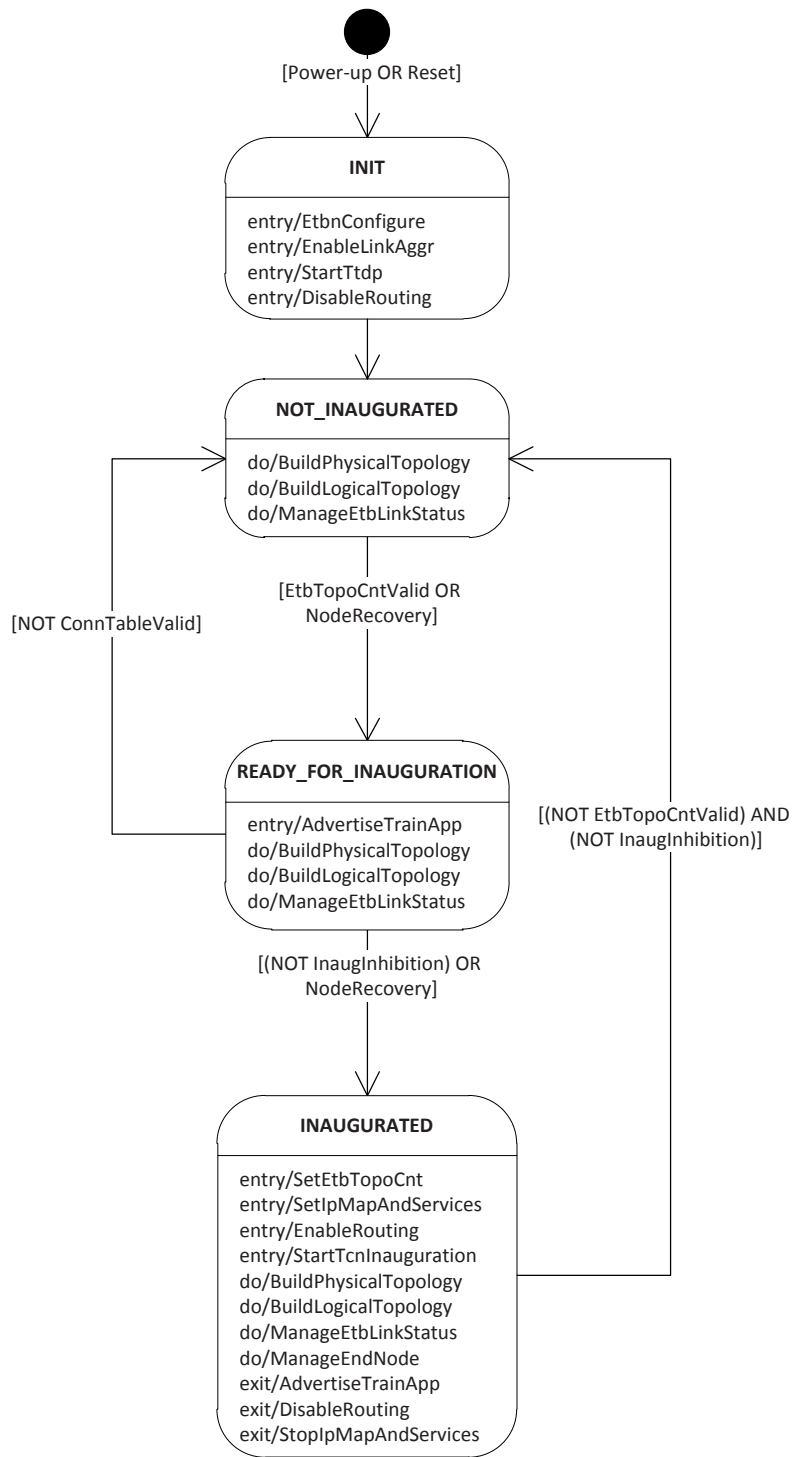 [Power-up OR Reset]
INIT
entry/EtbnConfigure
entry/EnableLinkAggr
entry/StartTtdp
entry/DisableRouting
NOT_INAUGURATED
do/BuildPhysicalTopology
do/BuildLogicalTopology
do/ManageEtbLinkStatus
[EtbTopoCntValid OR
NodeRecovery]
[NOT ConnTableValid]
READY_FOR_INAUGURATION
entry/AdvertiseTrainApp
do/BuildPhysicalTopology
do/BuildLogicalTopology
do/ManageEtbLinkStatus
[(NOT EtbTopoCntValid) AND
(NOT InaugInhibition)]
[(NOT InaugInhibition) OR
NodeRecovery]
INAUGURATED
entry/SetEtbTopoCnt
entry/SetIpMapAndServices
entry/EnableRouting
entry/StartTcnInauguration
do/BuildPhysicalTopology
do/BuildLogicalTopology
do/ManageEtbLinkStatus
do/ManageEndNode
exit/AdvertiseTrainApp
exit/DisableRouting
exit/StopIpMapAndServices